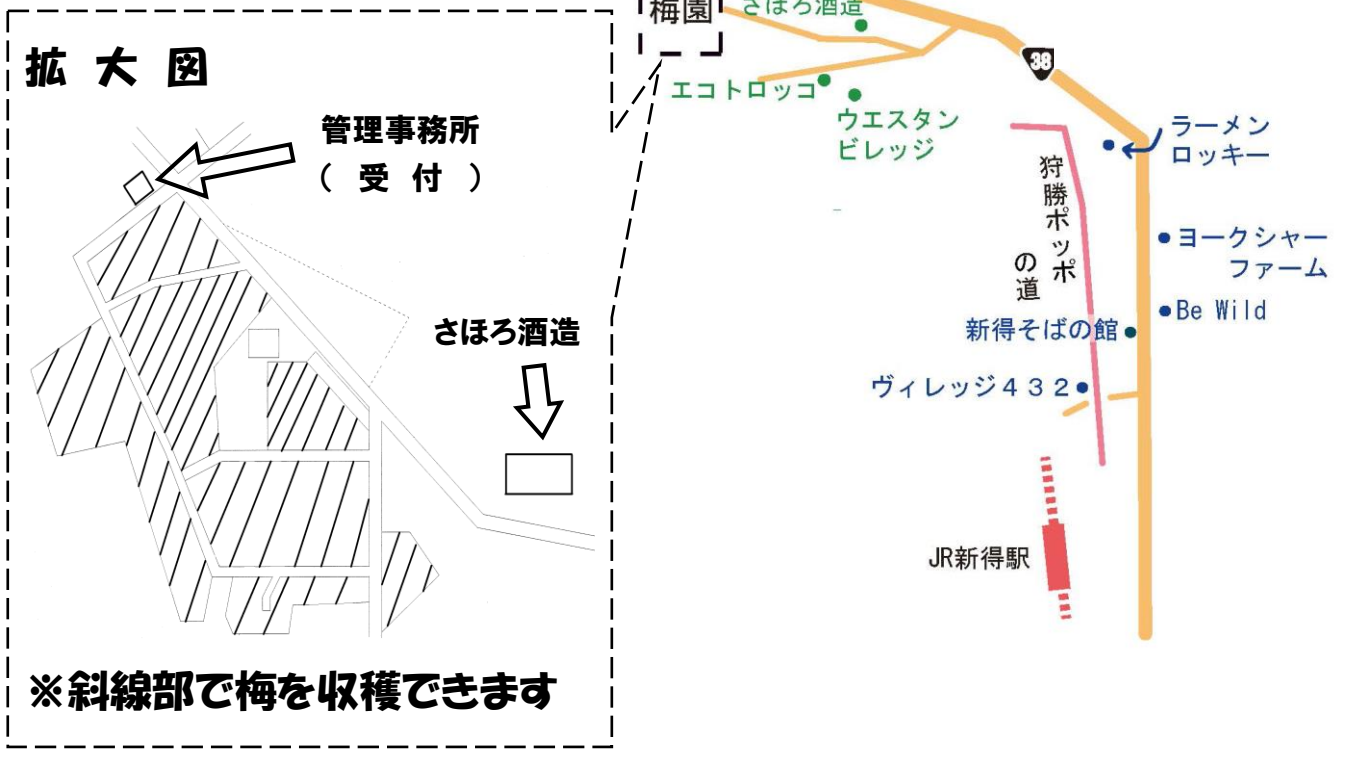 拡大図
管理事務所
(受付)
さほろ酒造
※斜線部で梅を収穫できます
梅園
さほろ酒造
38
エコトロッコ
ウエスタン
ビレッジ
ラーメン
ロッキー
狩勝ポッポ
の道
ヨークシャー
ファーム
Be Wild
新得そばの館
ヴィレッジ432
JR新得駅